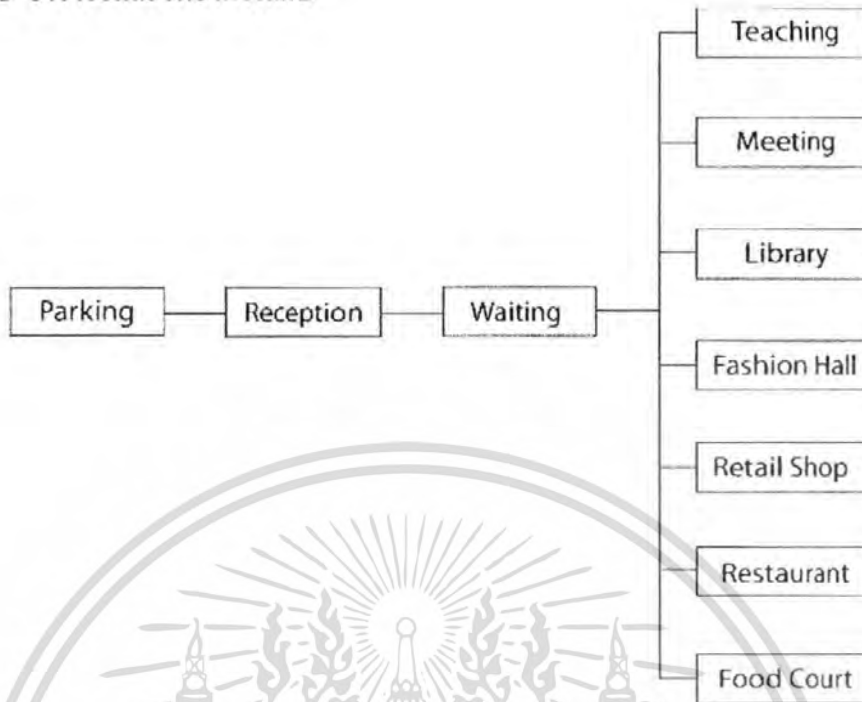 Teaching
Meeting
Library
Parking
Reception
Waiting
Fashion Hall
Retail Shop
Restaurant
Food Court